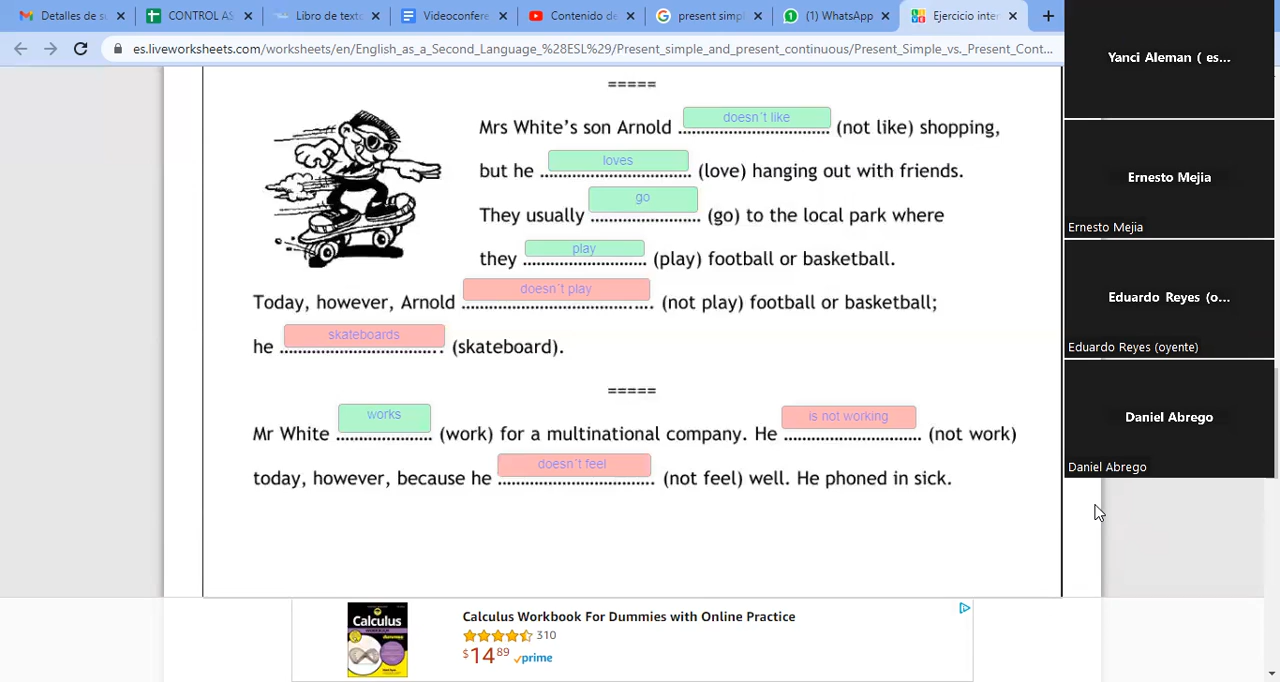 Detalles de su
CONTROL AS
Libro de text
Videoconfere
Contenido de
present simpl
(1) WhatsApp
Ejercicio inter
es.liveworksheets.com/worksheets/en/English_as_a_Second_Language_%28ESL%29/Present_simple_and_present_continuous/Present_Simple_vs._Present_Cont...
=====
Mrs White's son Arnold doesn´t like (not like) shopping,
but he loves (love) hanging out with friends.
They usually go (go) to the local park where
they play (play) football or basketball.
Today, however, Arnold doesn´t play (not play) football or basketball;
he skateboards (skateboard).
=====
Mr White works (work) for a multinational company. He is not working (not work)
today, however, because he doesn´t feel (not feel) well. He phoned in sick.
Calculus
dummies
Calculus Workbook For Dummies with Online Practice
310
$14 89 prime
Yanci Aleman ( es...
Ernesto Mejia
Ernesto Mejia
Eduardo Reyes (o...
Eduardo Reyes (oyente)
Daniel Abrego
Daniel Abrego